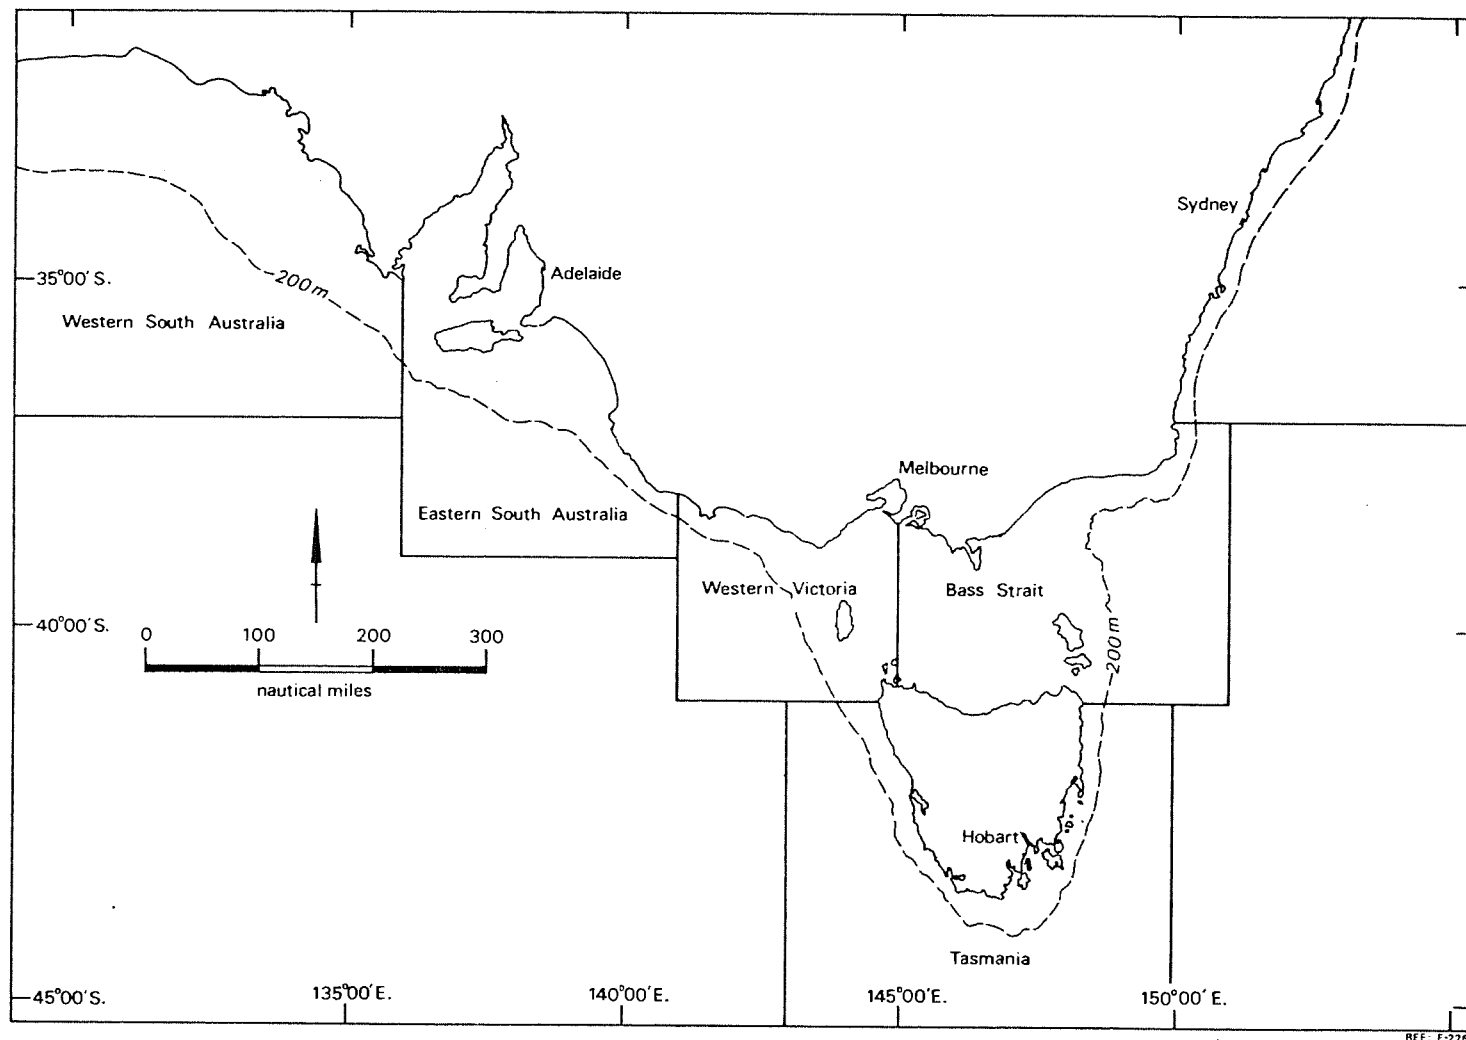 Sydney
Adelaide
200m
35°00'S.
Western South Australia
Melbourne
Eastern South Australia
Western Victoria
Bass Strait
40°00'S.
0 100 200 300
200m
nautical miles
Hobart
Tasmania
45°00'S.
135°00'E.
140°00'E.
145°00'E.
150°00'E.